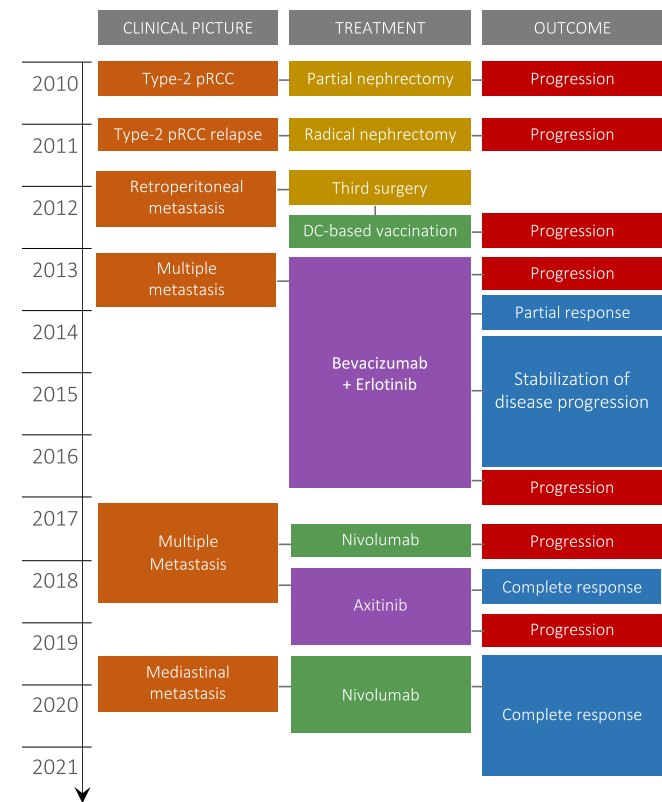 CLINICAL PICTURE
TREATMENT
OUTCOME
2010
Type-2 pRCC
Partial nephrectomy
Progression
2011
Type-2 pRCC relapse
Radical nephrectomy
Progression
2012
Retroperitoneal
metastasis
Third surgery
DC-based vaccination
Progression
2013
Multiple
metastasis
Bevacizumab
+ Erlotinib
Progression
2014
Partial response
2015
Stabilization of
disease progression
2016
Progression
2017
Multiple
Metastasis
Nivolumab
Progression
2018
Axitinib
Complete response
2019
Progression
2020
Mediastinal
metastasis
Nivolumab
Complete response
2021